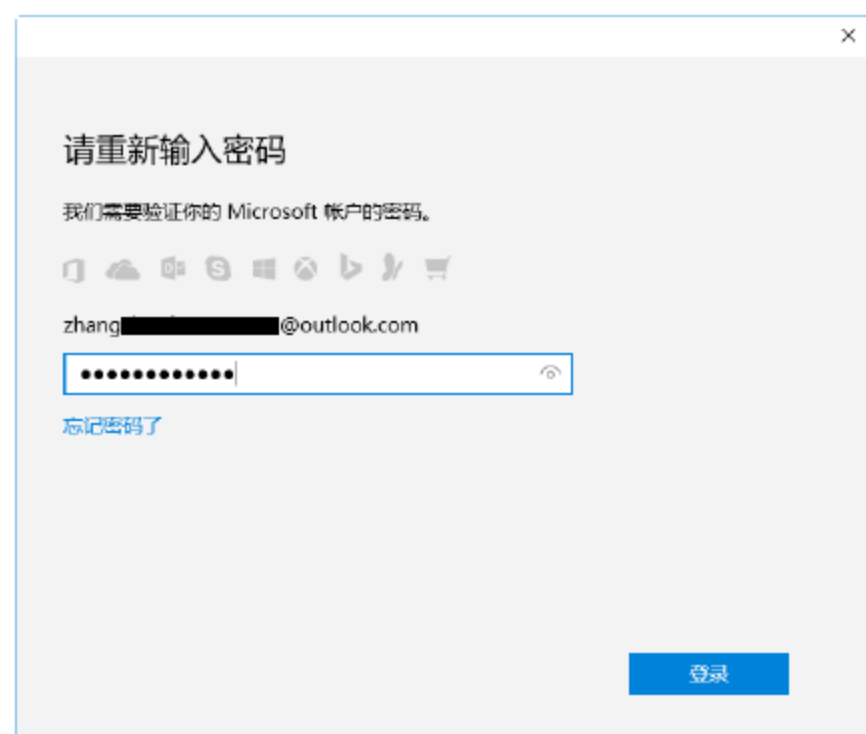 请重新输入密码
我们需要验证你的 Microsoft 帐户的密码。
zhang@outlook.com
忘记密码了
登录